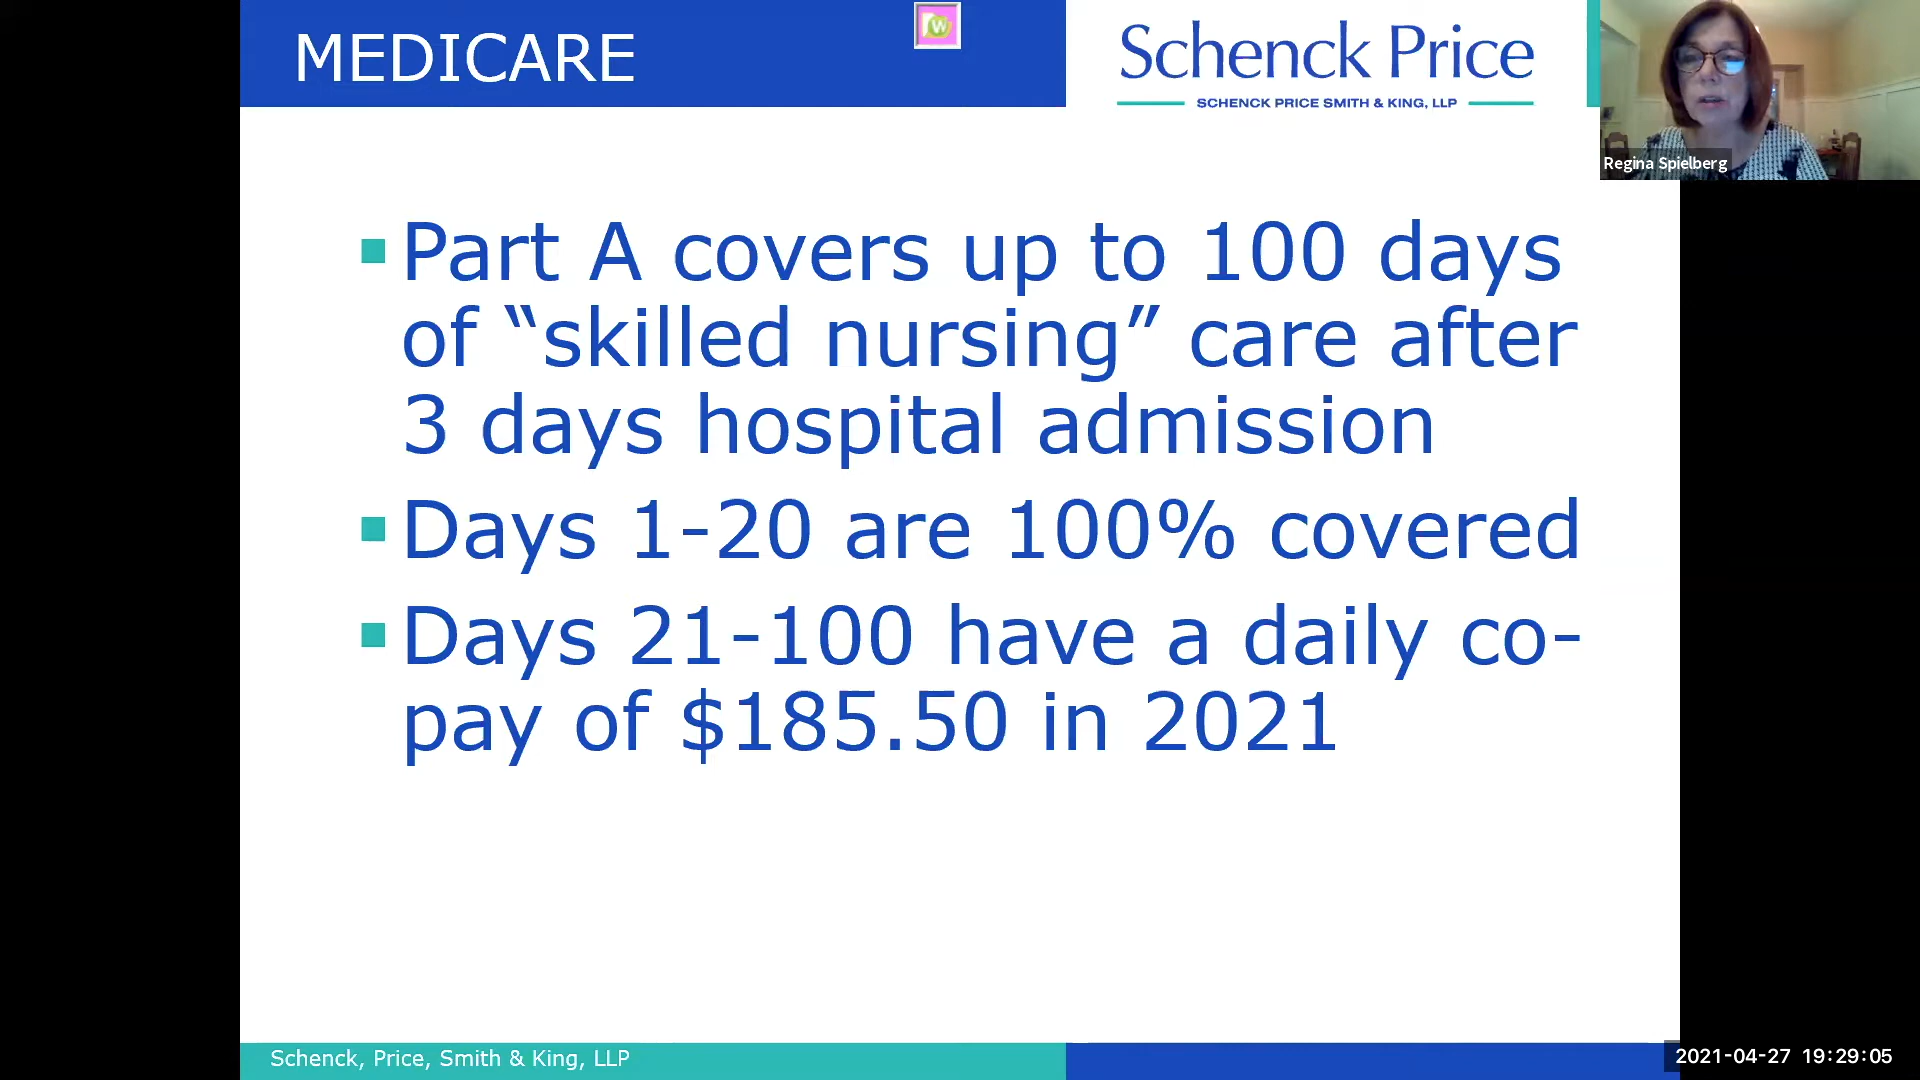 MEDICARE
W
Schenck Price
SCHENCK PRICE SMITH & KING, LLP
Regina Spielberg
Part A covers up to 100 days
of “skilled nursing” care after
3 days hospital admission
Days 1-20 are 100% covered
Days 21-100 have a daily co-
pay of $185.50 in 2021
Schenck, Price, Smith & King, LLP
2021-04-27 19:29:05